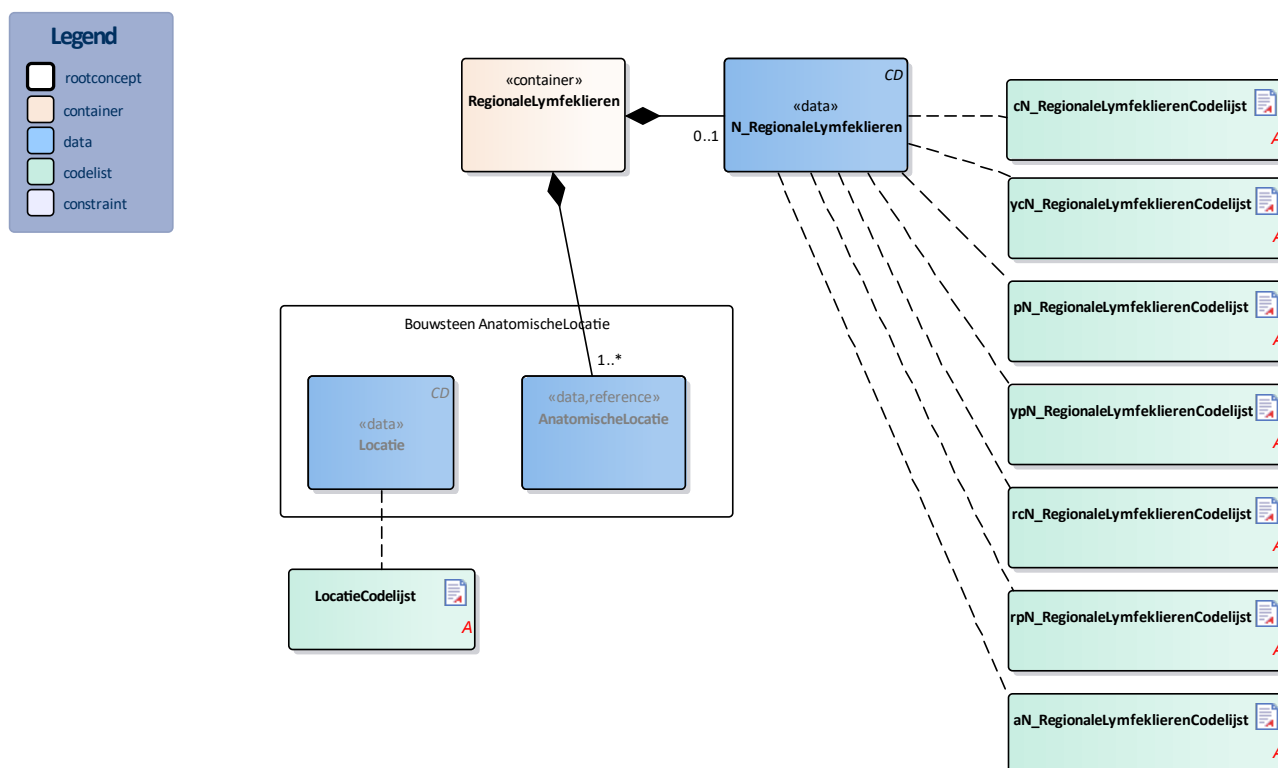 Legend
rootconcept
container
data
codelist
constraint
«container»
RegionaleLymfeklieren
CD
«data»
N_RegionaleLymfeklieren
0..1
cN_RegionaleLymfeklierenCodelijst
A
ycN_RegionaleLymfeklierenCodelijst
A
pN_RegionaleLymfeklierenCodelijst
A
ypN_RegionaleLymfeklierenCodelijst
A
rcN_RegionaleLymfeklierenCodelijst
A
rpN_RegionaleLymfeklierenCodelijst
A
aN_RegionaleLymfeklierenCodelijst
A
Bouwsteen AnatomischeLocatie
1..*
CD
«data»
Locatie
«data,reference»
AnatomischeLocatie
LocatieCodelijst
A